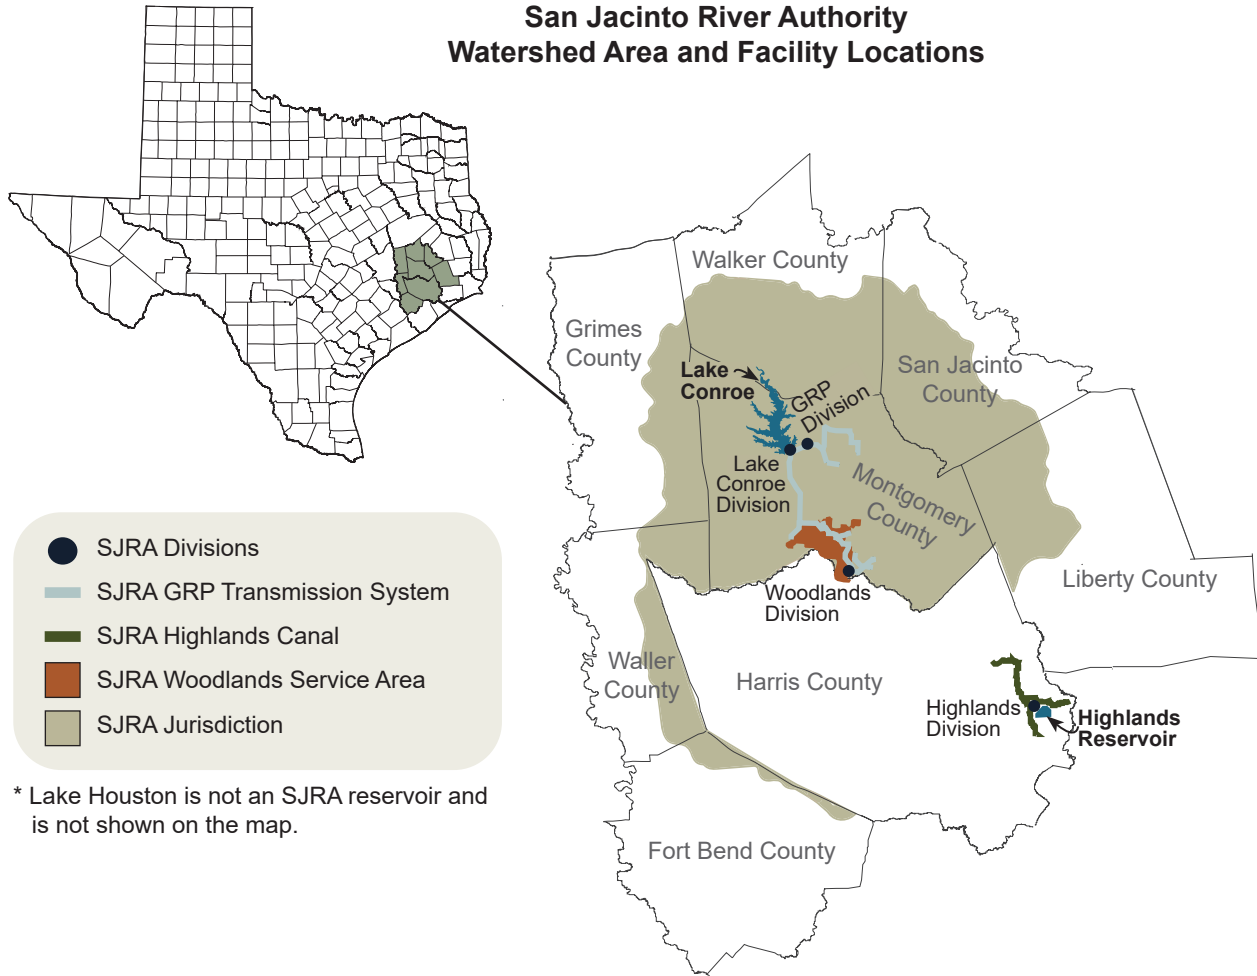 San Jacinto River Authority
Watershed Area and Facility Locations
Walker County
Grimes
County
San Jacinto
County
Lake
Conroe
GRP
Division
Lake
Conroe
Division
Montgomery
County
Woodlands
Division
Liberty County
Waller
County
Harris County
Highlands
Division
Highlands
Reservoir
Fort Bend County
SJRA Divisions
SJRA GRP Transmission System
SJRA Highlands Canal
SJRA Woodlands Service Area
SJRA Jurisdiction
* Lake Houston is not an SJRA reservoir and
is not shown on the map.